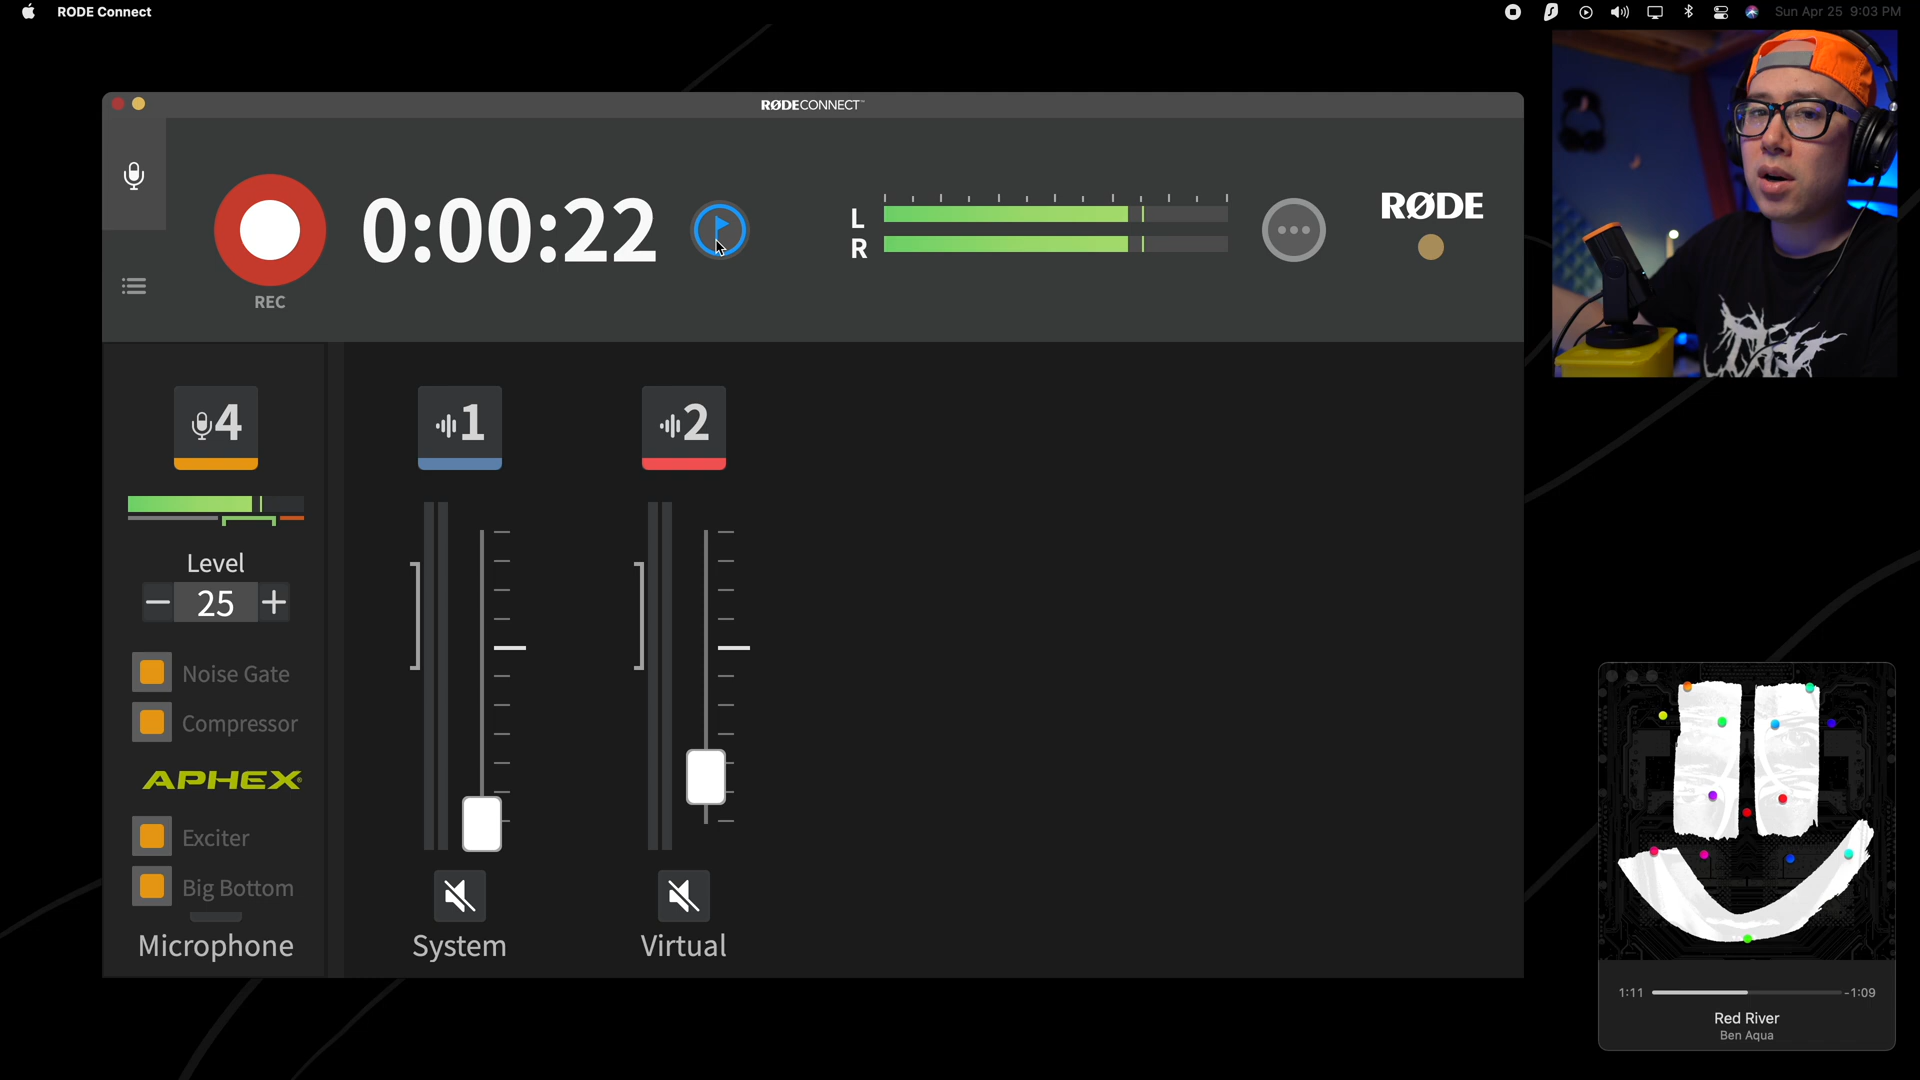 RODE Connect
Sun Apr 25 9:03 PM
RØDECONNECT™
0:00:22
L
R
RØDE
REC
4
1
2
Level
25
Noise Gate
Compressor
APHEX®
Exciter
Big Bottom
Microphone
System
Virtual
1:11
-1:09
Red River
Ben Aqua